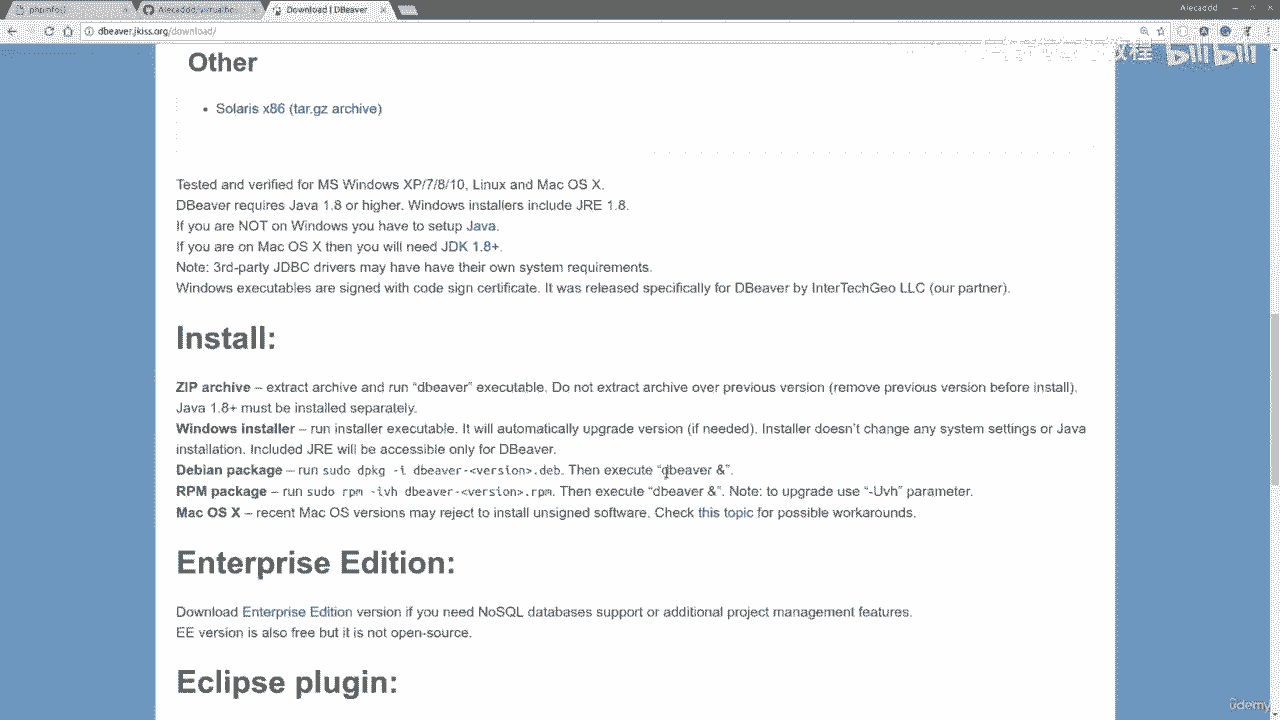 phpinfo()
Alecaddd/virtualho
Download | DBeaver
Alecaddd
dbeaver.jkiss.org/download/
教程 bilibili
Other
Solaris x86 (tar.gz archive)
Tested and verified for MS Windows XP/7/8/10, Linux and Mac OS X.
DBeaver requires Java 1.8 or higher. Windows installers include JRE 1.8.
If you are NOT on Windows you have to setup Java.
If you are on Mac OS X then you will need JDK 1.8+.
Note: 3rd-party JDBC drivers may have have their own system requirements.
Windows executables are signed with code sign certificate. It was released specifically for DBeaver by InterTechGeo LLC (our partner).
Install:
ZIP archive – extract archive and run “dbeaver” executable. Do not extract archive over previous version (remove previous version before install).
Java 1.8+ must be installed separately.
Windows installer – run installer executable. It will automatically upgrade version (if needed). Installer doesn’t change any system settings or Java
installation. Included JRE will be accessible only for DBeaver.
Debian package – run sudo dpkg -i dbeaver-<version>.deb. Then execute “dbeaver &”.
RPM package – run sudo rpm -ivh dbeaver-<version>.rpm. Then execute “dbeaver &”. Note: to upgrade use “-Uvh” parameter.
Mac OS X – recent Mac OS versions may reject to install unsigned software. Check this topic for possible workarounds.
Enterprise Edition:
Download Enterprise Edition version if you need NoSQL databases support or additional project management features.
EE version is also free but it is not open-source.
Eclipse plugin:
ûdemy